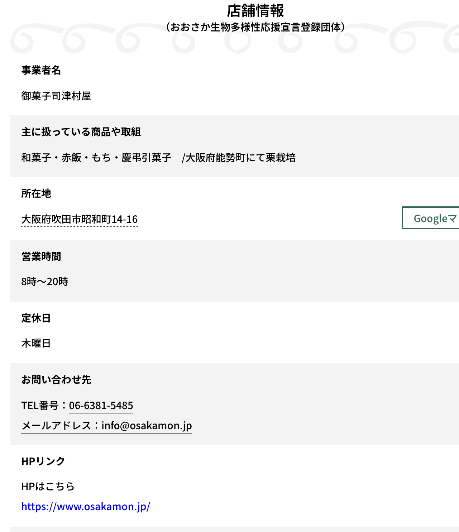 店舗情報
（おおさか生物多様性応援宣言登録団体）
事業者名
御菓子司津村屋
主に扱っている商品や取組
和菓子・赤飯・もち・慶弔引菓子　/大阪府能勢町にて栗栽培
所在地
大阪府吹田市昭和町14-16
Googleマ
営業時間
8時～20時
定休日
木曜日
お問い合わせ先
TEL番号：06-6381-5485
メールアドレス：info@osakamon.jp
HPリンク
HPはこちら
https://www.osakamon.jp/